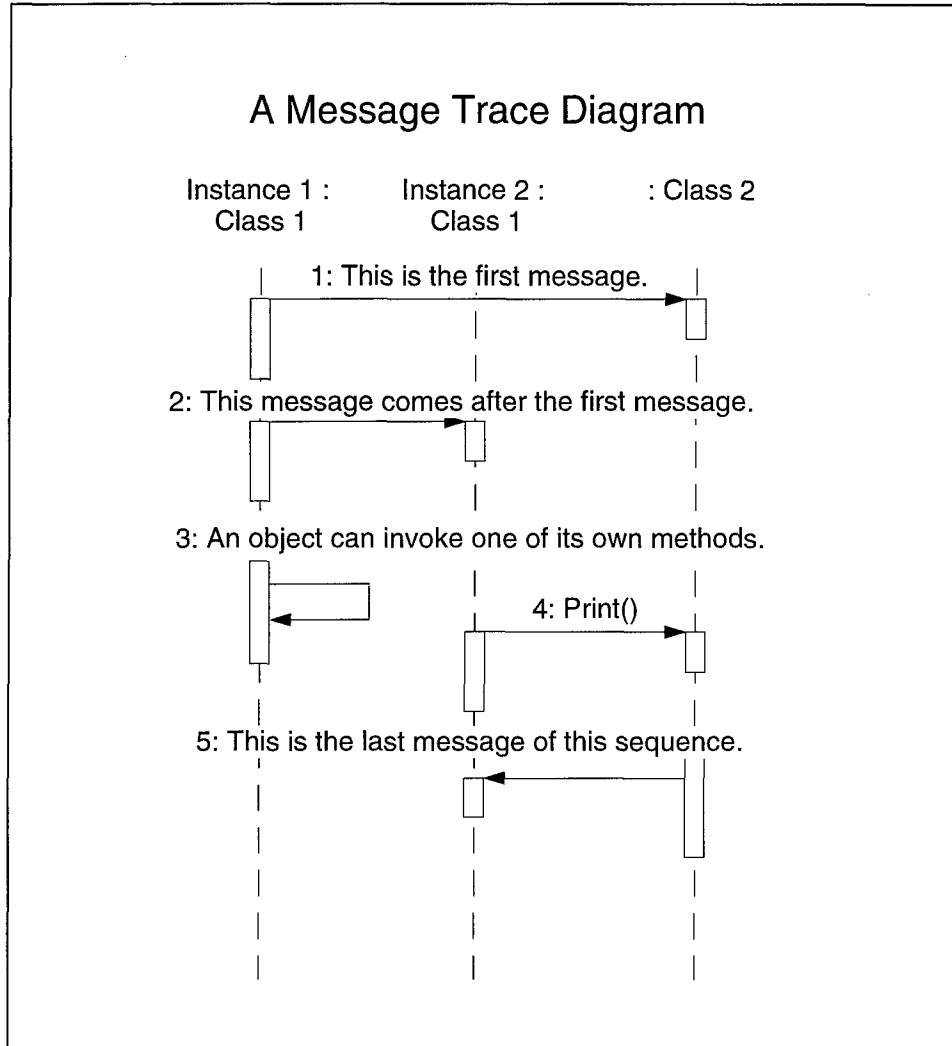 A Message Trace Diagram
Instance 1 :
Class 1
Instance 2 :
Class 1
: Class 2
1: This is the first message.
2: This message comes after the first message.
3: An object can invoke one of its own methods.
4: Print()
5: This is the last message of this sequence.